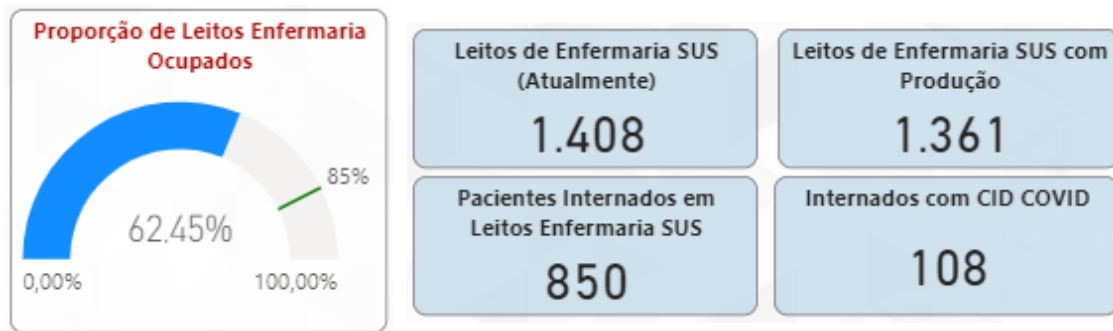 Proporção de Leitos Enfermaria
Ocupados
85%
62,45%
0,00%
100,00%
Leitos de Enfermaria SUS
(Atualmente)
1.408
Leitos de Enfermaria SUS com
Produção
1.361
Pacientes Internados em
Leitos Enfermaria SUS
850
Internados com CID COVID
108